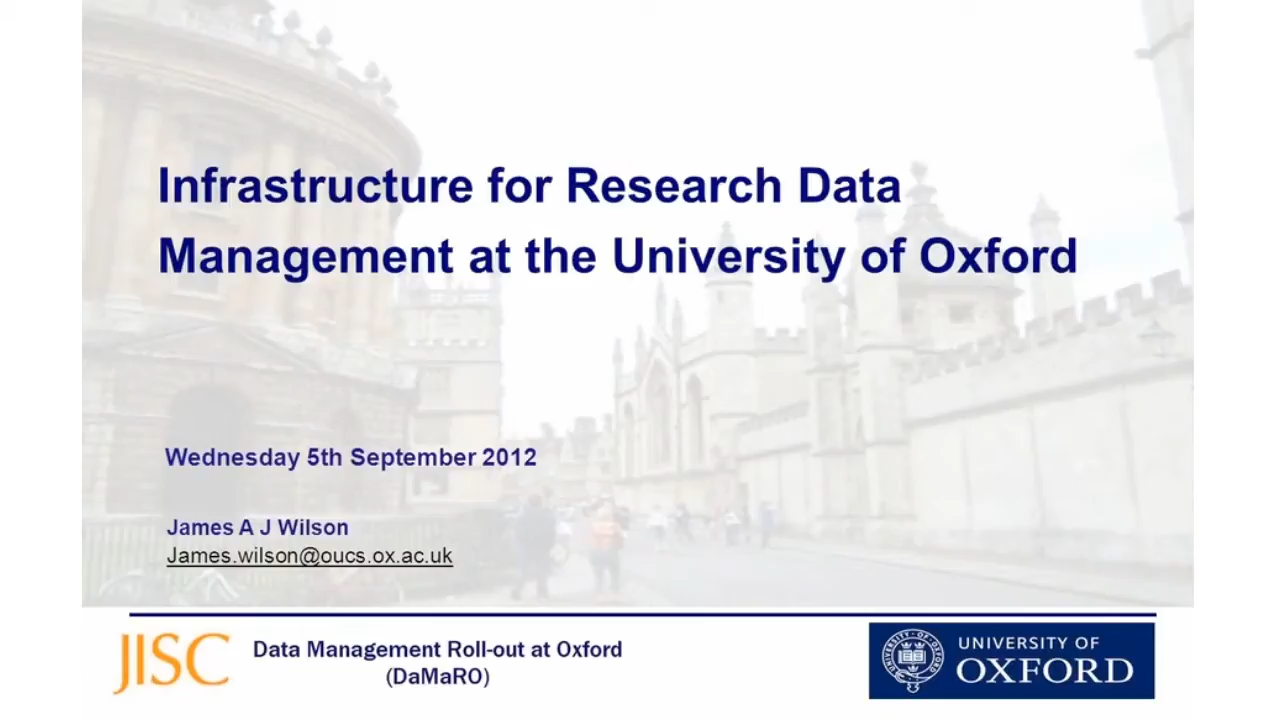 Infrastructure for Research Data
Management at the University of Oxford
Wednesday 5th September 2012
James A J Wilson
James.wilson@oucs.ox.ac.uk
JISC
Data Management Roll-out at Oxford
(DaMaRO)
UNIVERSITY OF
OXFORD